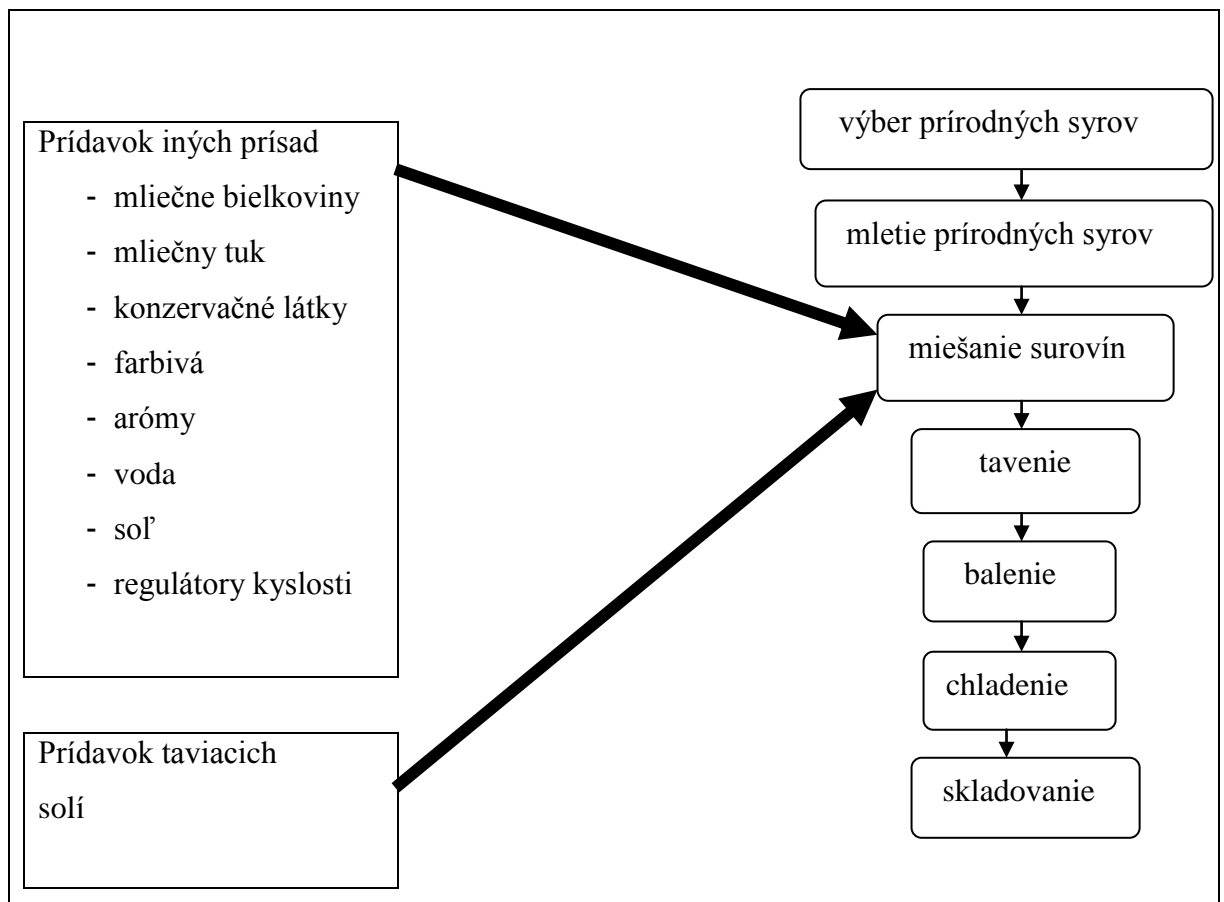 Prídavok iných prísad
- mliečne bielkoviny
- mliečny tuk
- konzervačné látky
- farbivá
- arómy
- voda
- soľ
- regulátory kyslosti
Prídavok taviacich
solí
výber prírodných syrov
mletie prírodných syrov
miešanie surovín
tavenie
balenie
chladenie
skladovanie